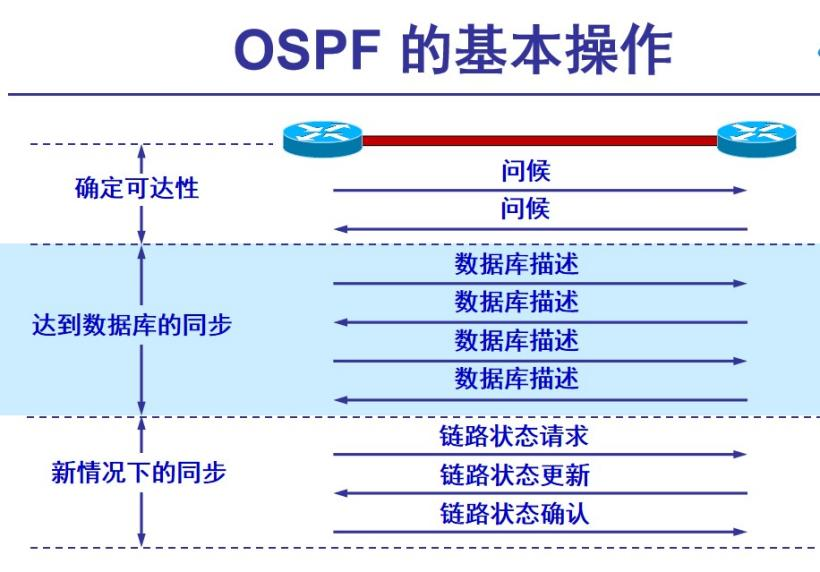 OSPF 的基本操作
问候
确定可达性
问候
数据库描述
数据库描述
达到数据库的同步
数据库描述
数据库描述
链路状态请求
新情况下的同步
链路状态更新
链路状态确认